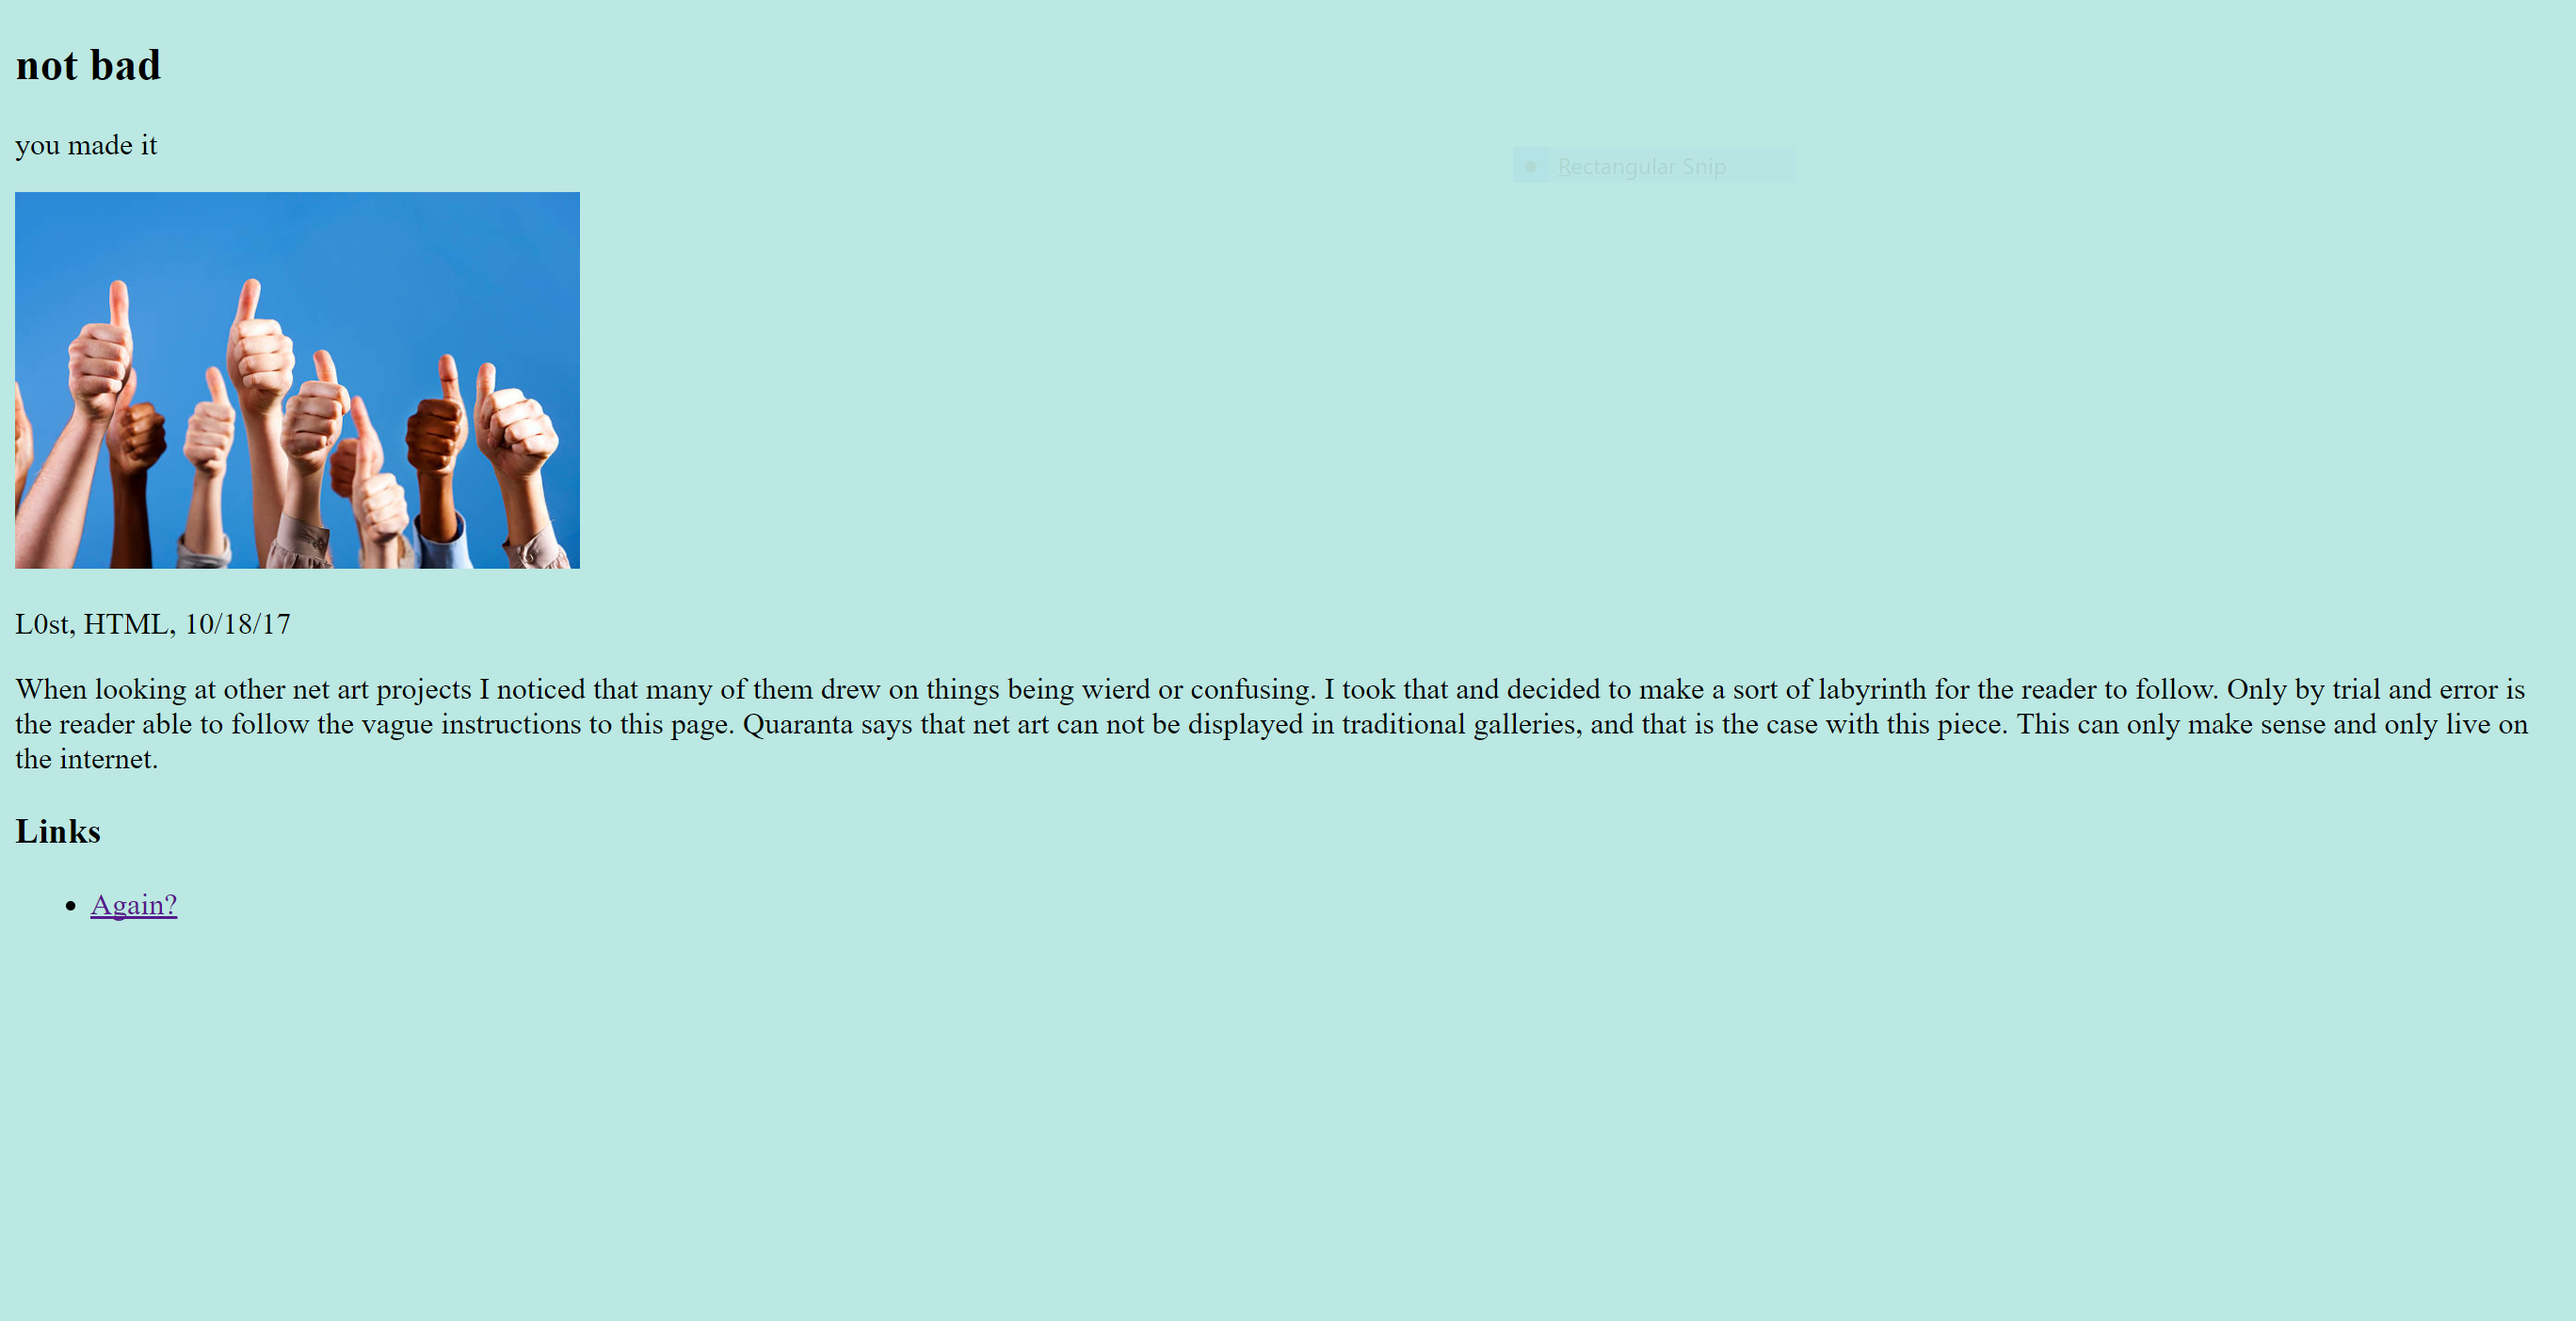 not bad
you made it
Rectangular Snip
L0st, HTML, 10/18/17
When looking at other net art projects I noticed that many of them drew on things being wierd or confusing. I took that and decided to make a sort of labyrinth for the reader to follow. Only by trial and error is
the reader able to follow the vague instructions to this page. Quaranta says that net art can not be displayed in traditional galleries, and that is the case with this piece. This can only make sense and only live on
the internet.
Links
Again?